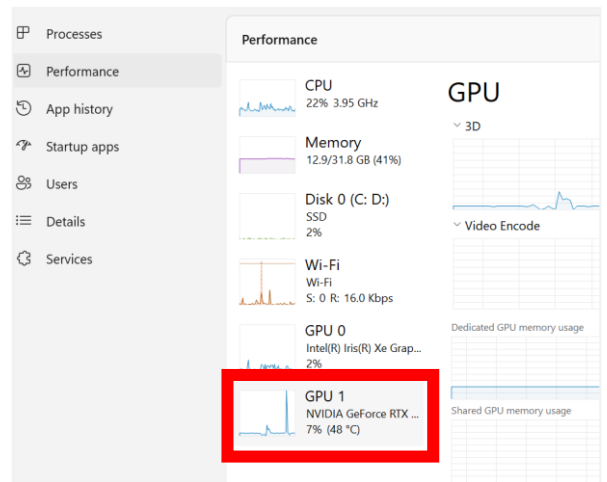 Processes
Performance
App history
Startup apps
Users
Details
Services
Performance
CPU
22% 3.95 GHz
Memory
12.9/31.8 GB (41%)
Disk 0 (C: D:)
SSD
2%
Wi-Fi
Wi-Fi
S: 0 R: 16.0 Kbps
GPU 0
Intel(R) Iris(R) Xe Grap...
2%
GPU 1
NVIDIA GeForce RTX ...
7% (48 °C)
GPU
3D
Video Encode
Dedicated GPU memory usage
Shared GPU memory usage